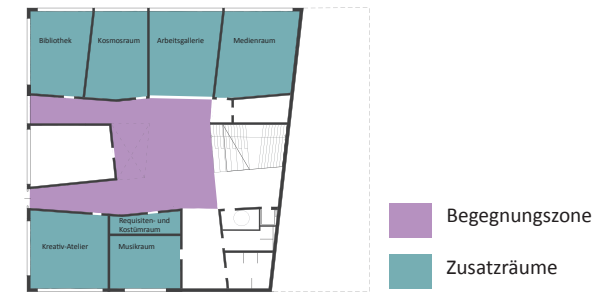 Bibliothek
Kosmosraum
Arbeitsgallerie
Medienraum
Requisiten- und
Kostümraum
Kreativ-Atelier
Musikraum
Begegnungszone
Zusatzräume